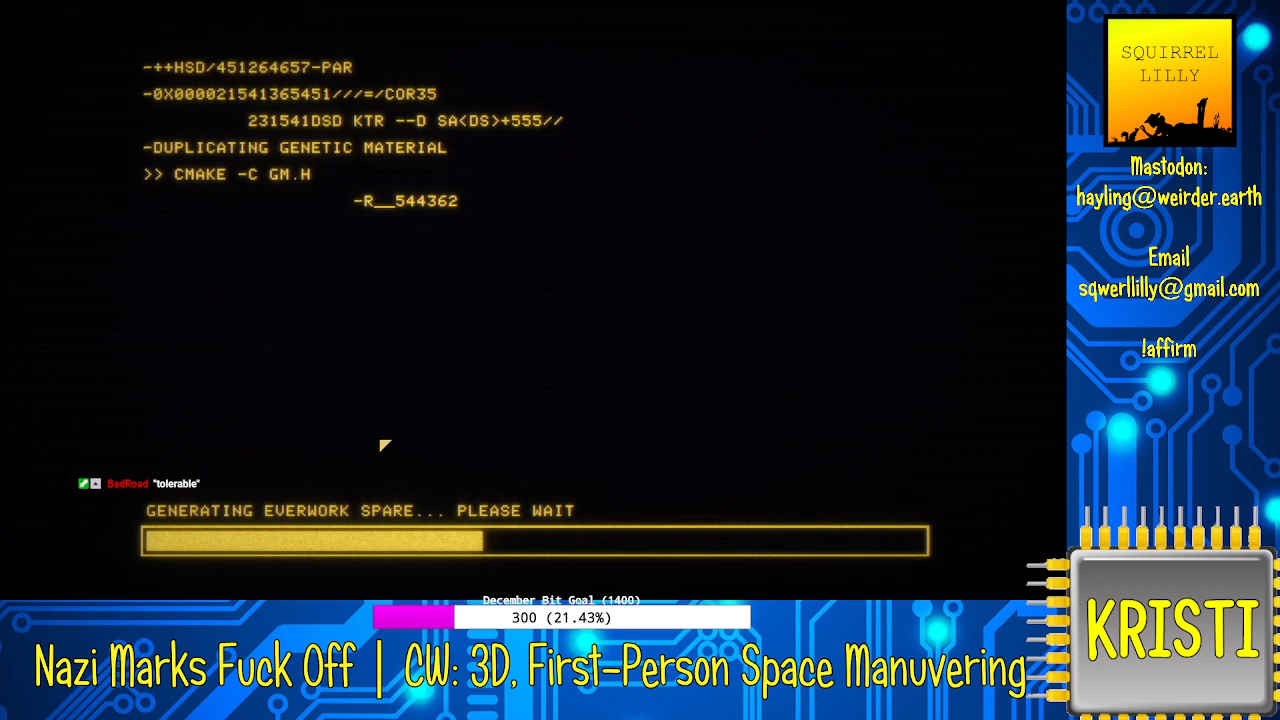 -++HSD/451264657-PAR
-0X000021541365451///=/COR35
231541DSD KTR --D SA<DS>+555//
-DUPLICATING GENETIC MATERIAL
>> CMAKE -C GM.H
-R__544362
BadRoad "tolerable"
GENERATING EVERWORK SPARE... PLEASE WAIT
December Bit Goal (1400)
300 (21.43%)
Nazi Marks Fuck Off | CW: 3D, First-Person Space Manuvering
SQUIRREL
LILLY
Mastodon:
hayling@weirder.earth
Email
sqwerllilly@gmail.com
!affirm
KRISTI